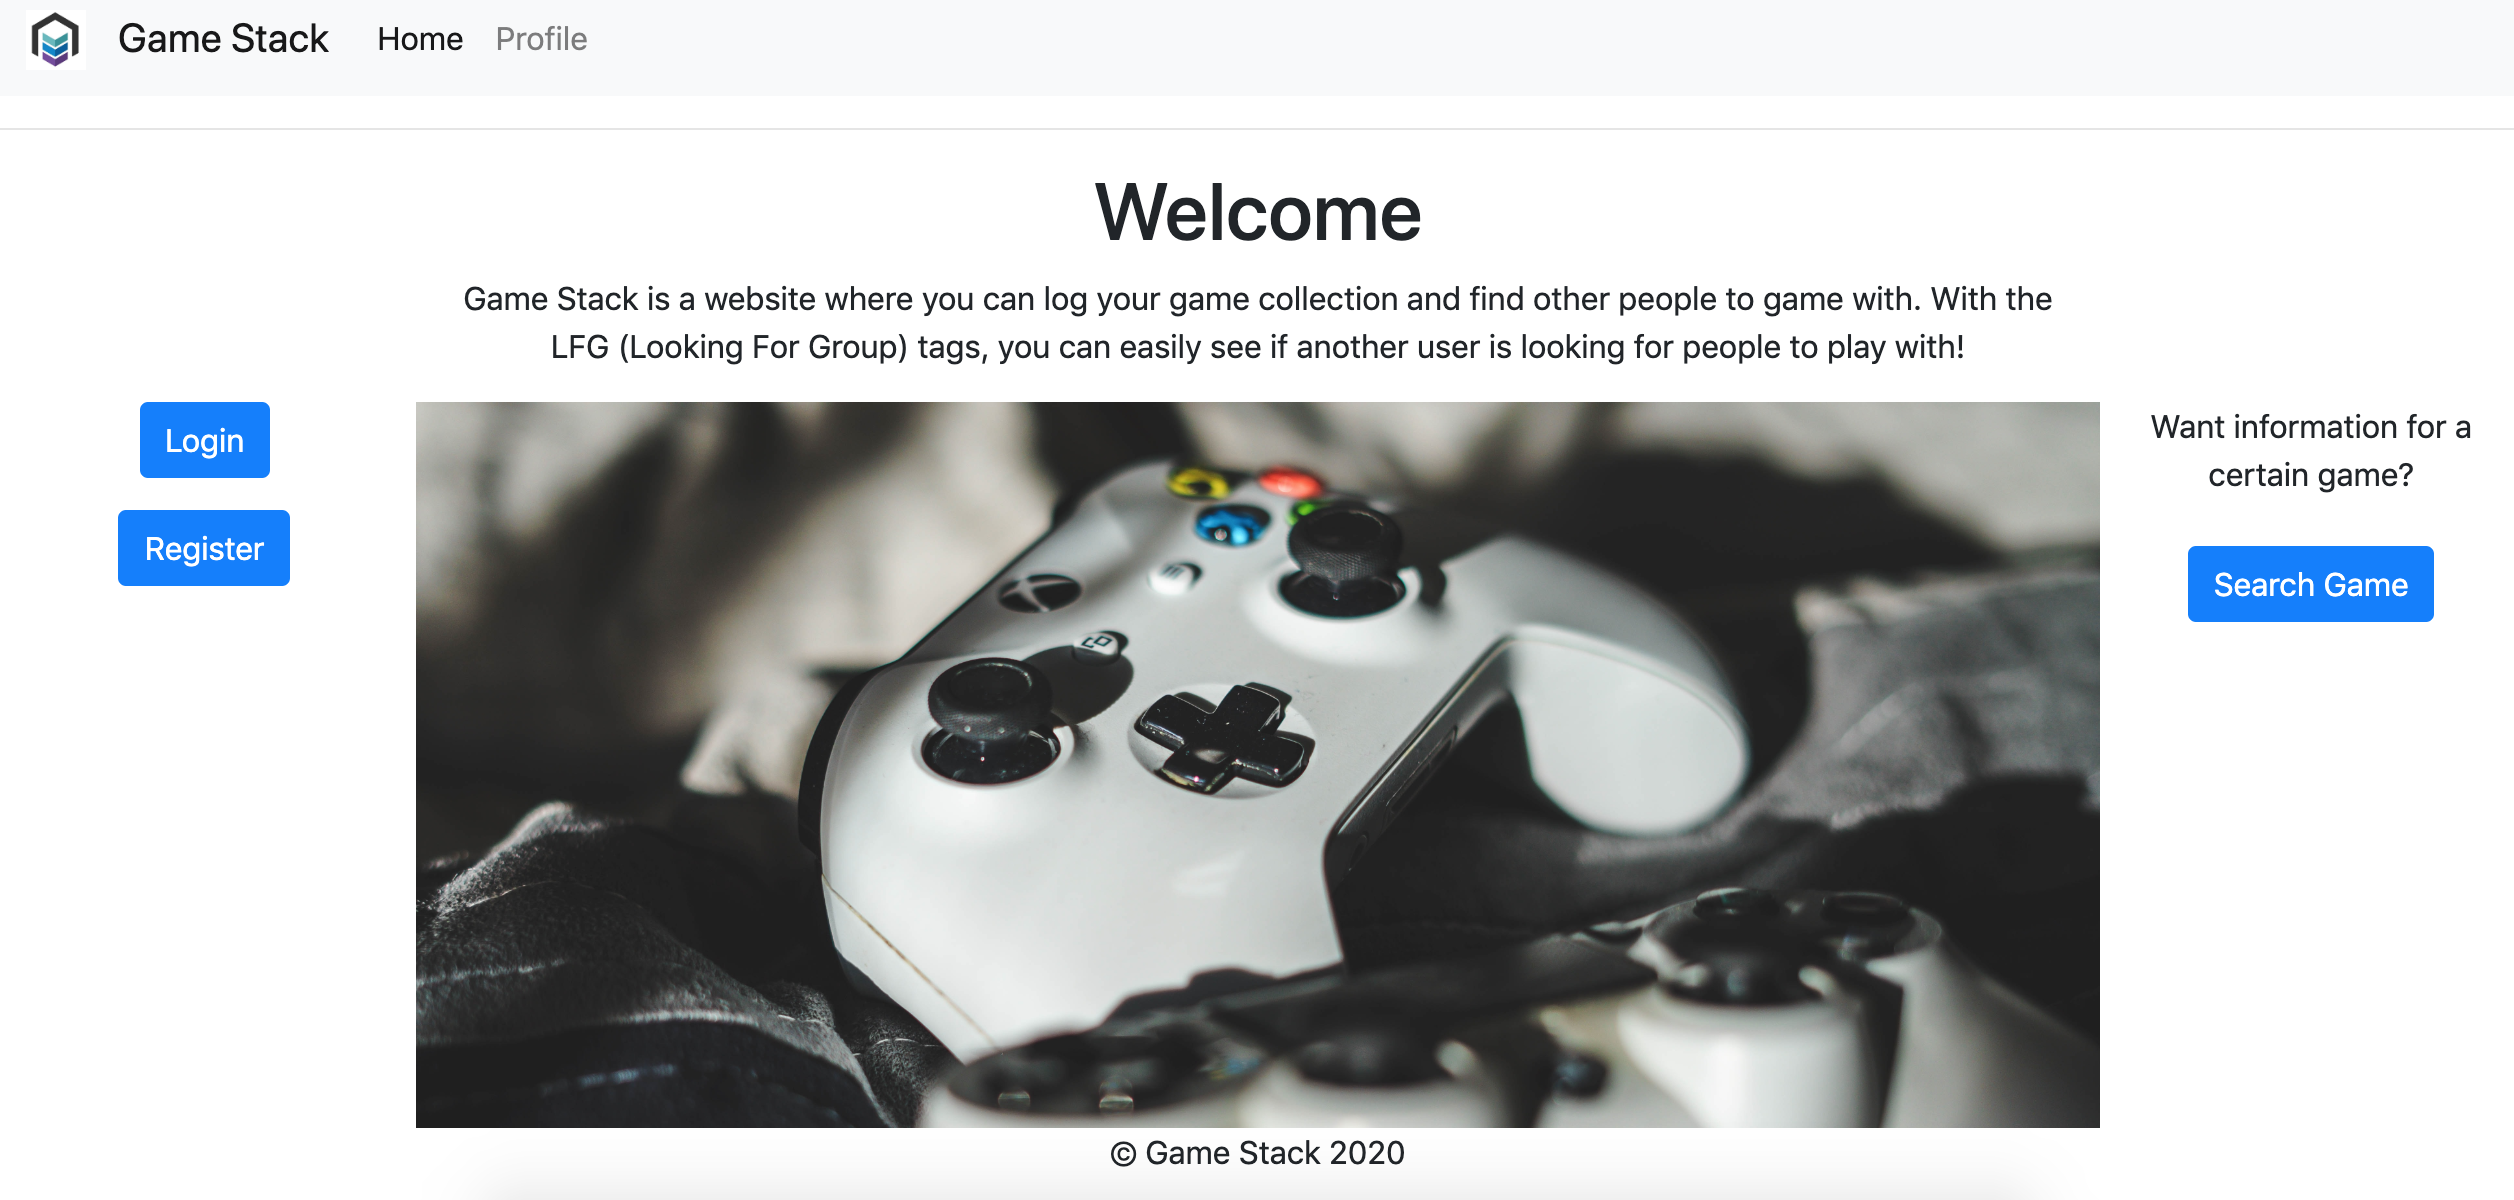 Game Stack Home Profile
Welcome
Game Stack is a website where you can log your game collection and find other people to game with. With the
LFG (Looking For Group) tags, you can easily see if another user is looking for people to play with!
Login
Register
Want information for a
certain game?
Search Game
© Game Stack 2020